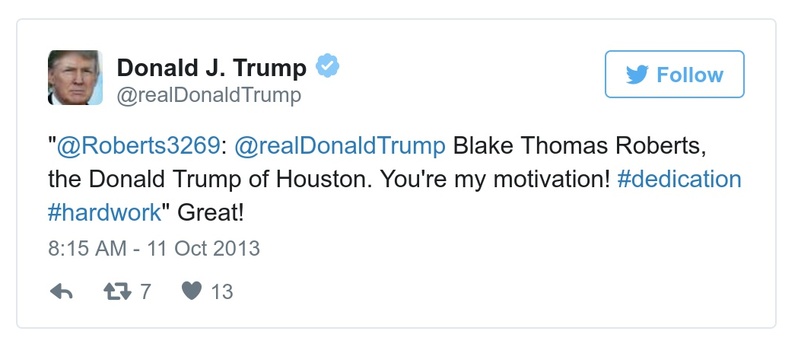 Donald J. Trump
Follow
@realDonaldTrump
"@Roberts3269: @realDonaldTrump Blake Thomas Roberts,
the Donald Trump of Houston. You're my motivation! #dedication
#hardwork" Great!
8:15 AM - 11 Oct 2013
7 13